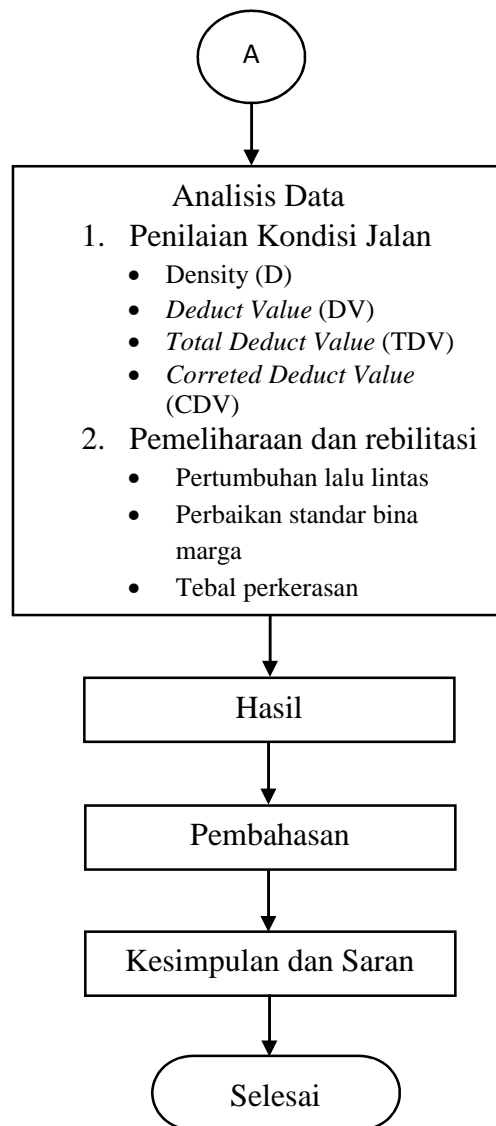 A
Analisis Data
1. Penilaian Kondisi Jalan
• Density (D)
• Deduct Value (DV)
• Total Deduct Value (TDV)
• Correted Deduct Value
(CDV)
2. Pemeliharaan dan rebilitasi
• Pertumbuhan lalu lintas
• Perbaikan standar bina
marga
• Tebal perkerasan
Hasil
Pembahasan
Kesimpulan dan Saran
Selesai